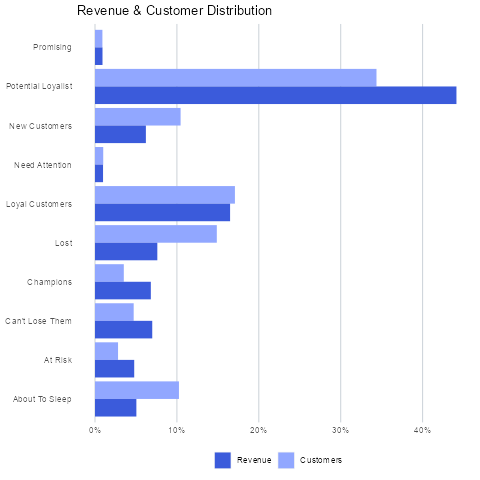 Revenue & Customer Distribution
Promising
Potential Loyalist
New Customers
Need Attention
Loyal Customers
Lost
Champions
Can't Lose Them
At Risk
About To Sleep
0% 10% 20% 30% 40%
Revenue Customers